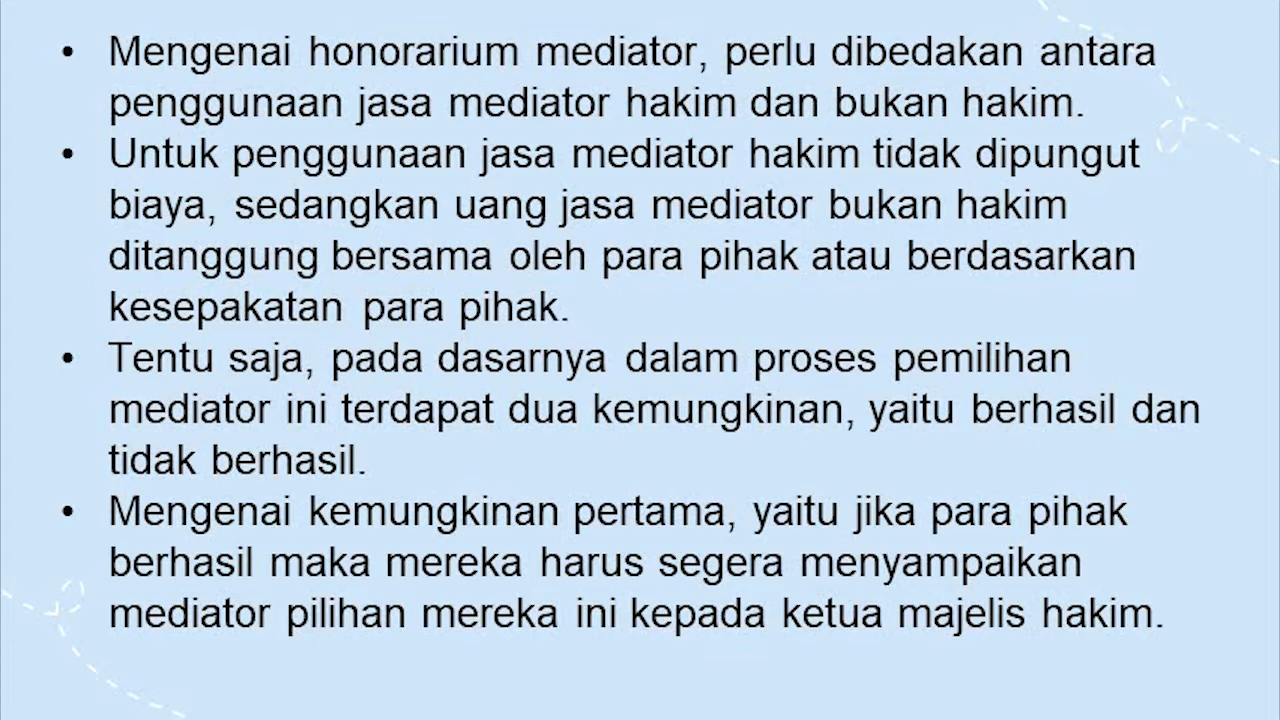 • Mengenai honorarium mediator, perlu dibedakan antara
penggunaan jasa mediator hakim dan bukan hakim.
• Untuk penggunaan jasa mediator hakim tidak dipungut
biaya, sedangkan uang jasa mediator bukan hakim
ditanggung bersama oleh para pihak atau berdasarkan
kesepakatan para pihak.
• Tentu saja, pada dasarnya dalam proses pemilihan
mediator ini terdapat dua kemungkinan, yaitu berhasil dan
tidak berhasil.
• Mengenai kemungkinan pertama, yaitu jika para pihak
berhasil maka mereka harus segera menyampaikan
mediator pilihan mereka ini kepada ketua majelis hakim.